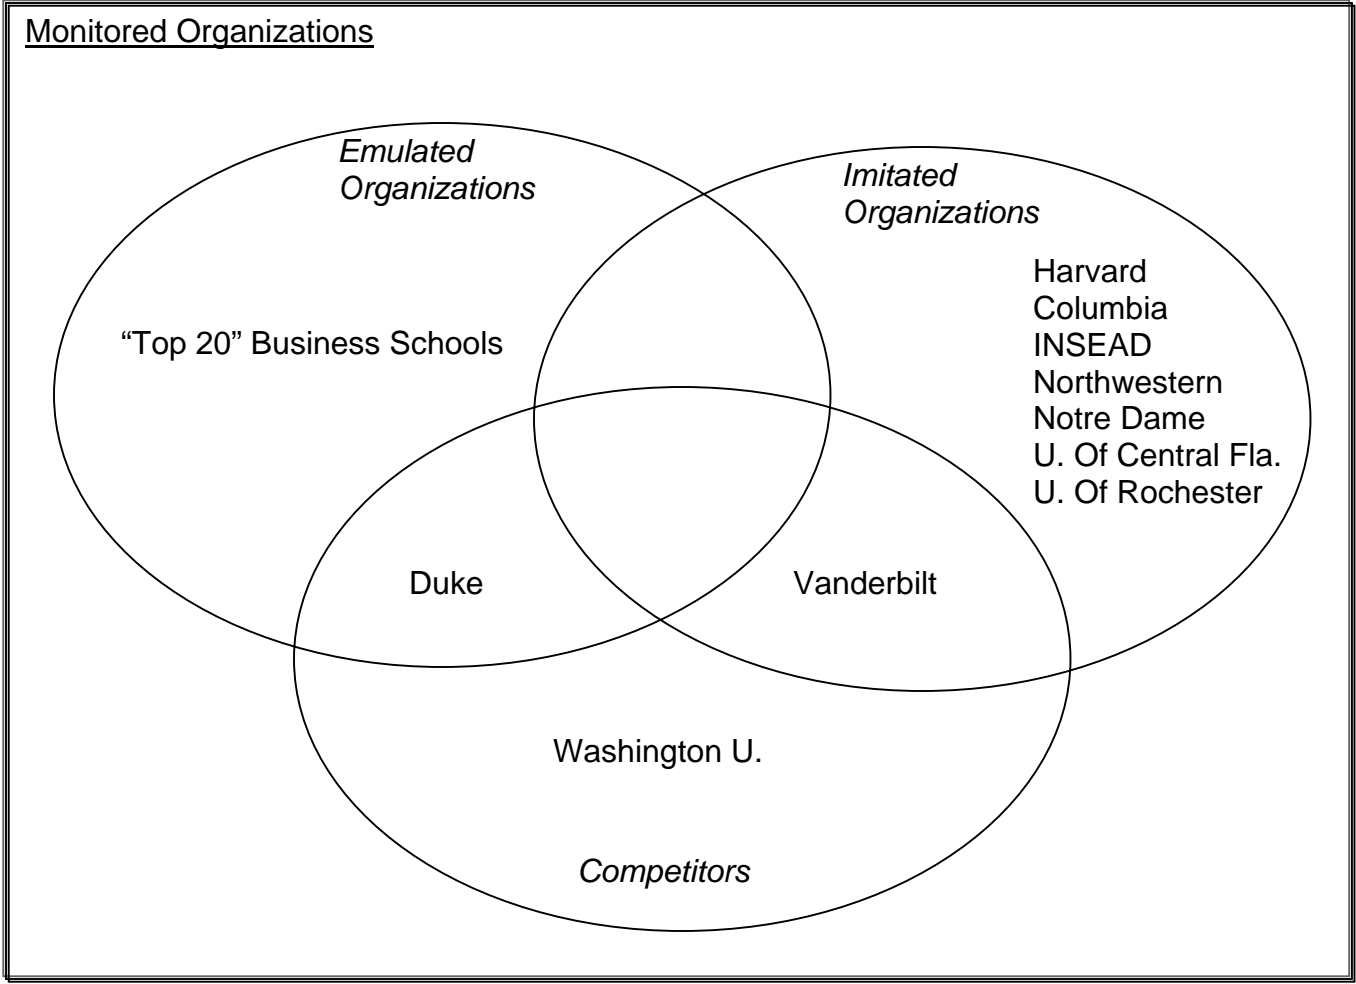 Monitored Organizations
Emulated
Organizations
Imitated
Organizations
Harvard
Columbia
INSEAD
Northwestern
Notre Dame
U. Of Central Fla.
U. Of Rochester
“Top 20” Business Schools
Duke
Vanderbilt
Washington U.
Competitors